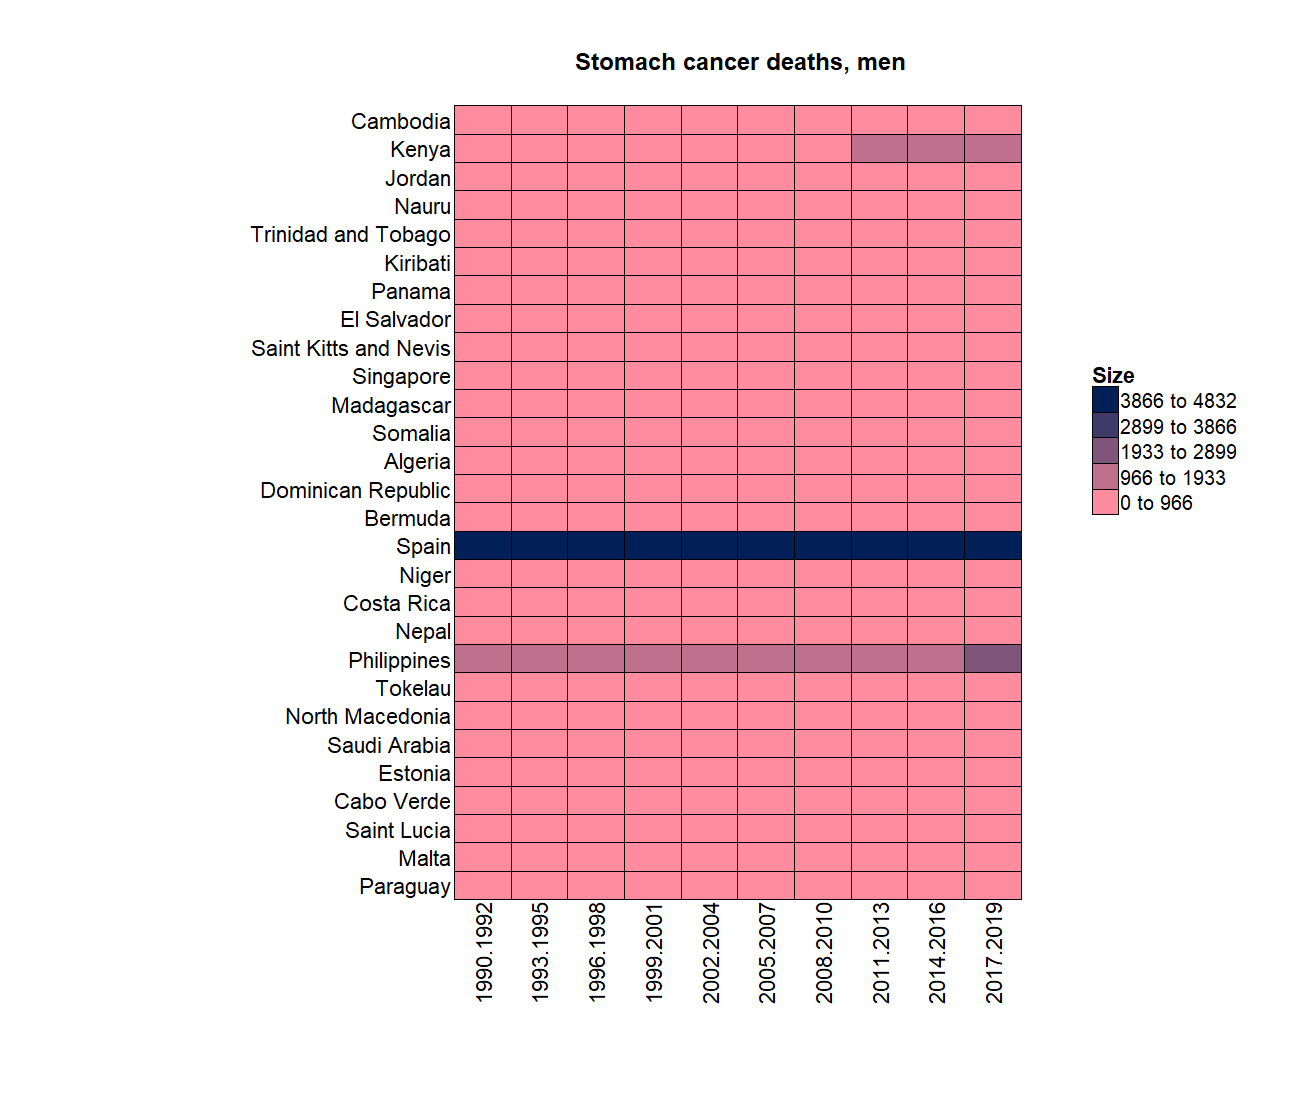 Stomach cancer deaths, men
Cambodia
Kenya
Jordan
Nauru
Trinidad and Tobago
Kiribati
Panama
El Salvador
Saint Kitts and Nevis
Singapore
Madagascar
Somalia
Algeria
Dominican Republic
Bermuda
Spain
Niger
Costa Rica
Nepal
Philippines
Tokelau
North Macedonia
Saudi Arabia
Estonia
Cabo Verde
Saint Lucia
Malta
Paraguay
1990.1992
1993.1995
1996.1998
1999.2001
2002.2004
2005.2007
2008.2010
2011.2013
2014.2016
2017.2019
Size
3866 to 4832
2899 to 3866
1933 to 2899
966 to 1933
0 to 966